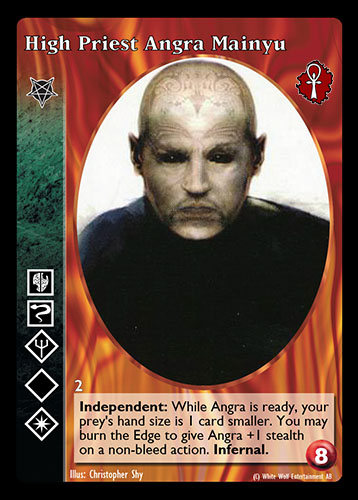 High Priest Angra Mainyu
2
Independent: While Angra is ready, your
prey's hand size is 1 card smaller. You may
burn the Edge to give Angra +1 stealth
on a non-bleed action. Infernal.
8
Illus: Christopher Shy
(C) White Wolf Entertainment AB